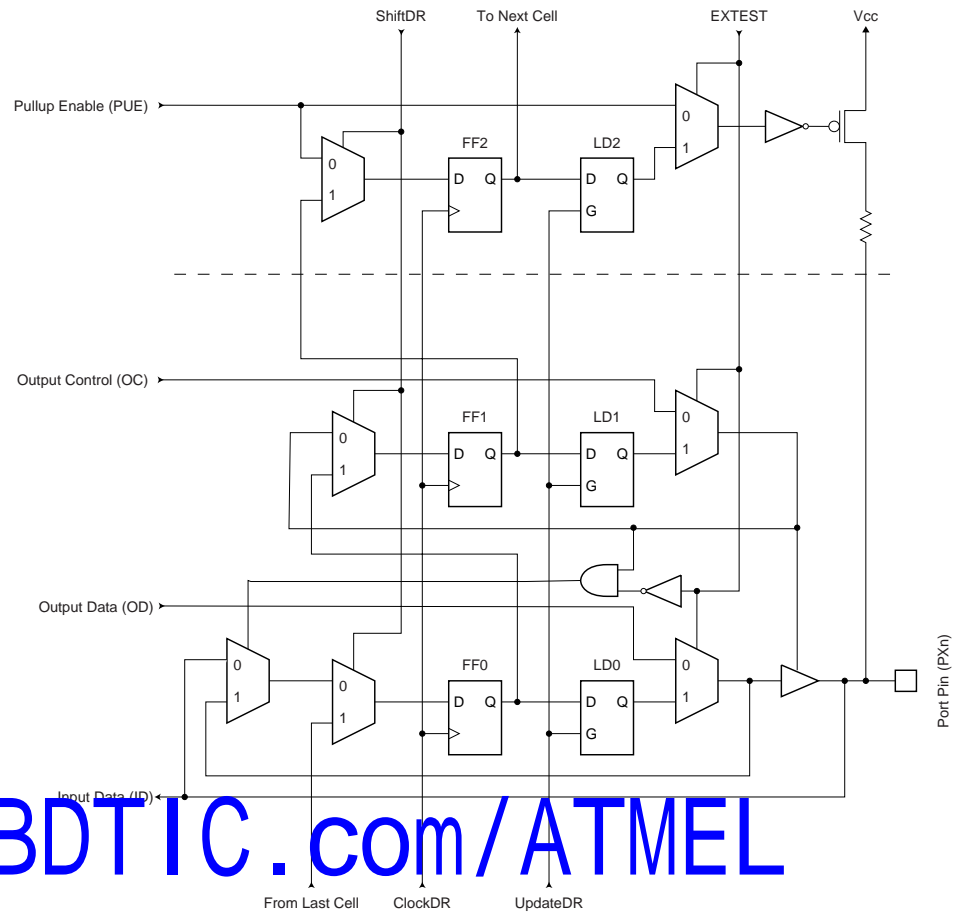 ShiftDR To Next Cell EXTEST Vcc
Pullup Enable (PUE)
0
1
FF2
D Q
LD2
D Q
G
0
1
Output Control (OC)
0
1
FF1
D Q
LD1
D Q
G
0
1
Output Data (OD)
0
1
0
1
FF0
D Q
LD0
D Q
G
0
1
Port Pin (PXn)
Input Data (ID)
BDTIC.com/ATMEL
From Last Cell ClockDR UpdateDR